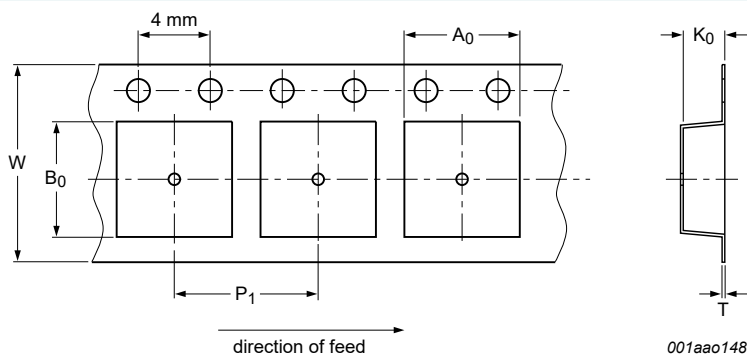 4 mm
A0
K0
W
B0
P1
T
direction of feed
001aao148